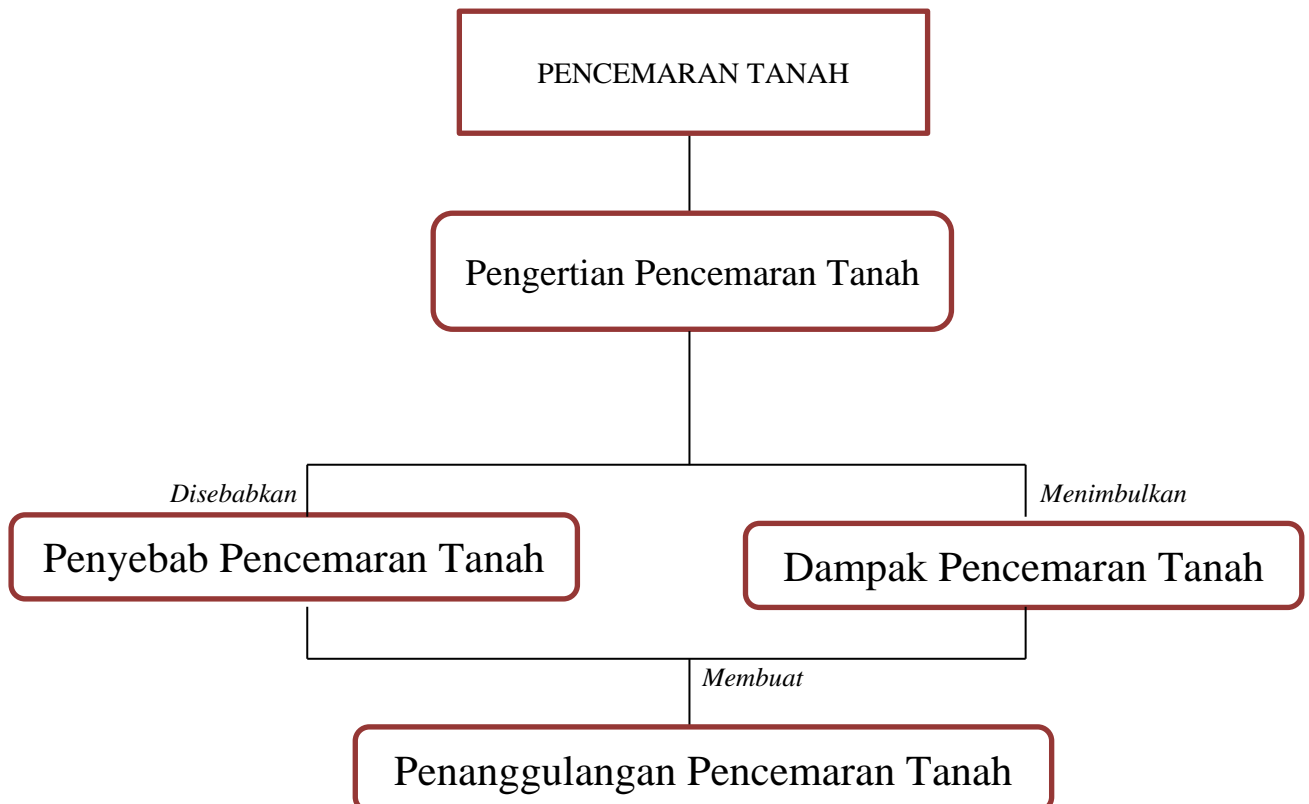 PENCEMARAN TANAH
Pengertian Pencemaran Tanah
Disebabkan
Menimbulkan
Penyebab Pencemaran Tanah
Dampak Pencemaran Tanah
Membuat
Penanggulangan Pencemaran Tanah